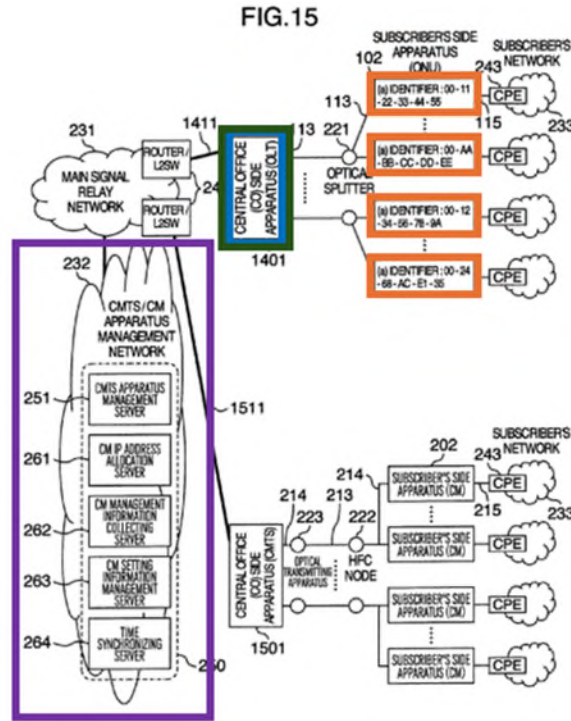 FIG.15
SUBSCRIBER'S SIDE
APPARATUS
(ONU)
SUBSCRIBER'S
NETWORK
102
243
CPE
233
(a) IDENTIFIER : 00-11
-22-33-44-55
113
115
231
1411
13
221
ROUTER /
L2SW
24
MAIN SIGNAL
RELAY
NETWORK
ROUTER /
L2SW
CENTRAL OFFICE
(CO) SIDE
APPARATUS (OLT)
1401
OPTICAL
SPLITTER
(a) IDENTIFIER : 00-AA
-BB-CC-DD-EE
CPE
(a) IDENTIFIER : 00-12
-34-56-78-9A
CPE
(a) IDENTIFIER : 00-24
-68-AC-E1-35
CPE
232
CMTS/CM
APPARATUS
MANAGEMENT
NETWORK
251
CMTS APPARATUS
MANAGEMENT
SERVER
1511
261
CM IP ADDRESS
ALLOCATION
SERVER
262
CM MANAGEMENT
INFORMATION
COLLECTING
SERVER
263
CM SETTING
INFORMATION
MANAGEMENT
SERVER
264
TIME
SYNCHRONIZING
SERVER
SUBSCRIBER'S
NETWORK
202
243
214
SUBSCRIBER'S SIDE
APPARATUS (CM)
CPE
215
233
214
223
213
222
CENTRAL OFFICE
(CO) SIDE
APPARATUS (CMTS)
1501
OPTICAL
TRANSMITTING
APPARATUS
HFC
NODE
SUBSCRIBER'S SIDE
APPARATUS (CM)
CPE
SUBSCRIBER'S SIDE
APPARATUS (CM)
CPE
SUBSCRIBER'S SIDE
APPARATUS (CM)
CPE